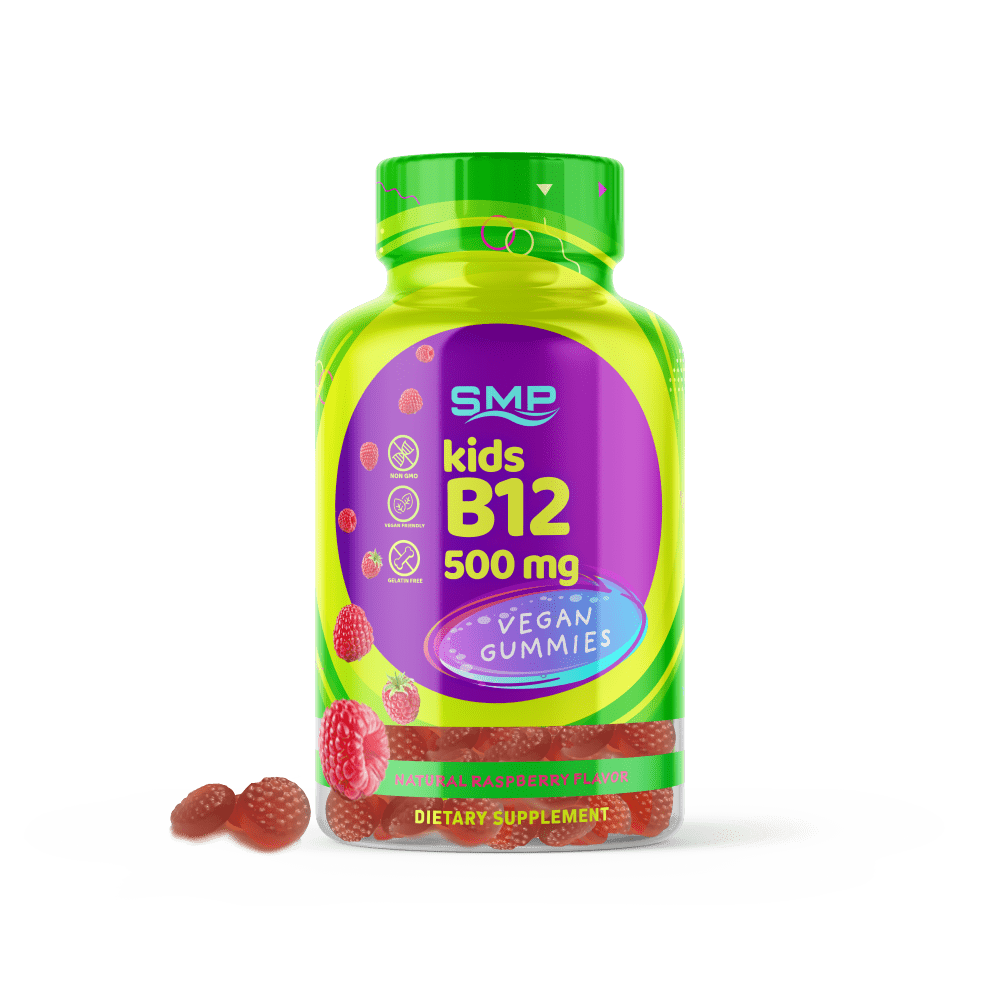 SMP
kids
B12
500 mg
NON GMO
VEGAN FRIENDLY
GELATIN FREE
VEGAN
GUMMIES
NATURAL RASPBERRY FLAVOR
DIETARY SUPPLEMENT